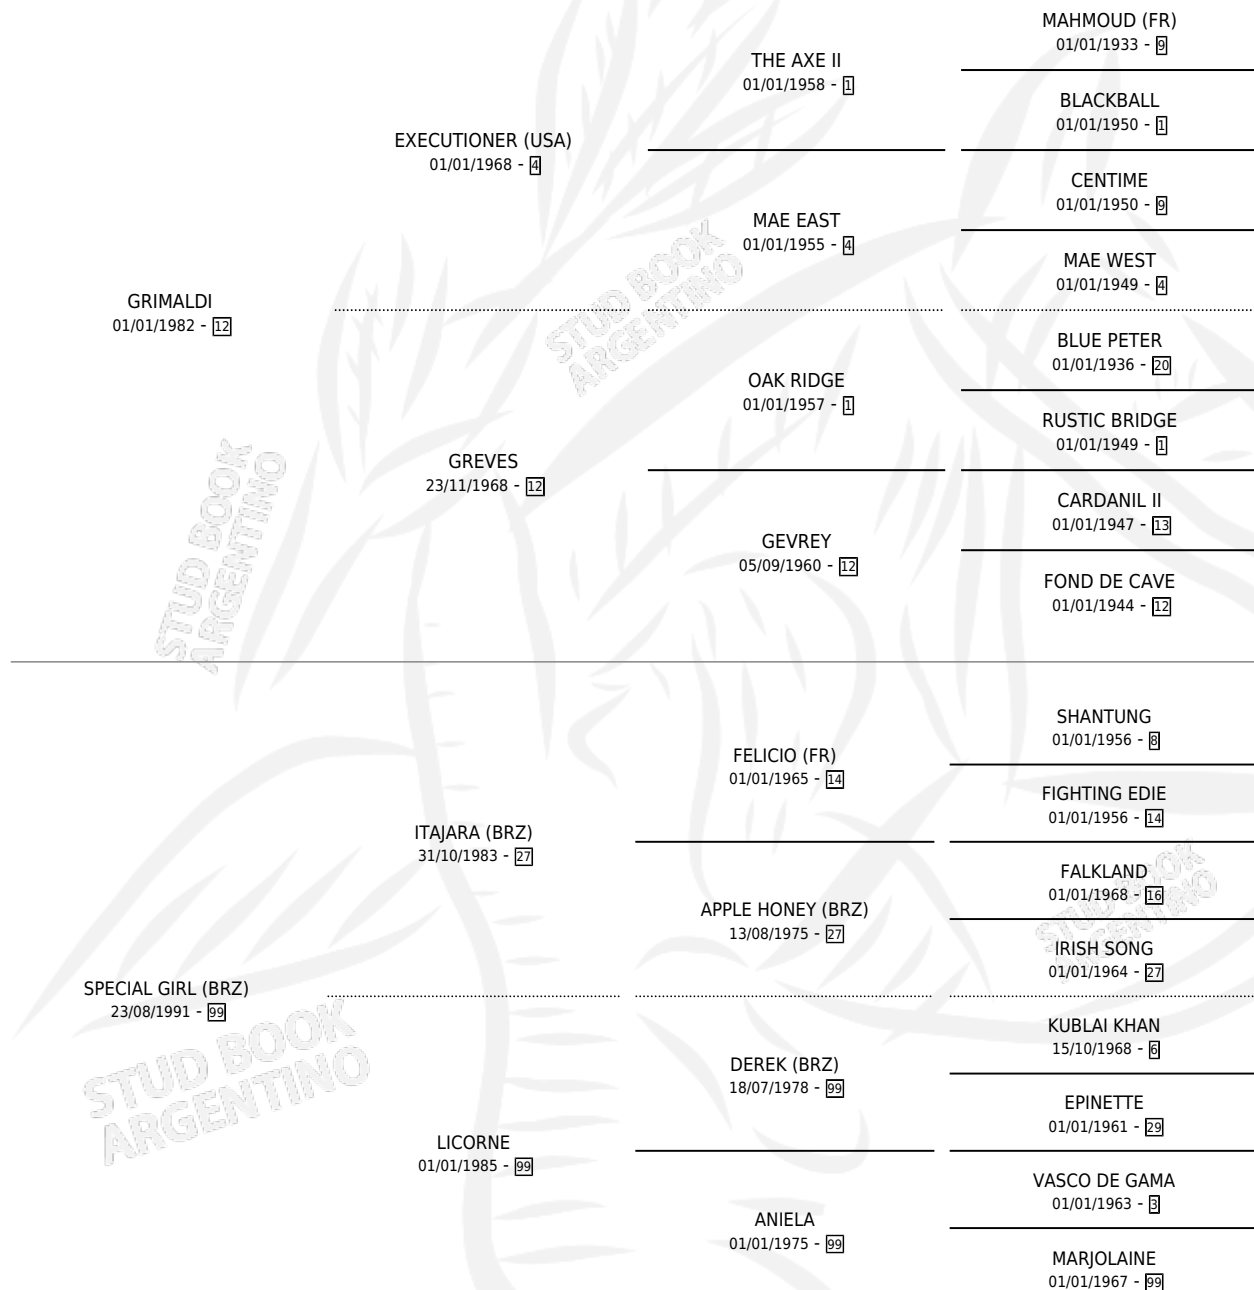 MAHMOUD (FR)
01/01/1933 - 9
THE AXE II
01/01/1958 - 1
BLACKBALL
01/01/1950 - 1
EXECUTIONER (USA)
01/01/1968 - 4
CENTIME
01/01/1950 - 9
MAE EAST
01/01/1955 - 4
MAE WEST
01/01/1949 - 4
GRIMALDI
01/01/1982 - 12
STUD BOOK
ARGENTINO
BLUE PETER
01/01/1936 - 20
OAK RIDGE
01/01/1957 - 1
RUSTIC BRIDGE
01/01/1949 - 1
GREVES
23/11/1968 - 12
CARDANIL II
01/01/1947 - 13
GEVREY
05/09/1960 - 12
FOND DE CAVE
01/01/1944 - 12
STUD BOOK
ARGENTINO
SHANTUNG
01/01/1956 - 8
FELICIO (FR)
01/01/1965 - 14
FIGHTING EDIE
01/01/1956 - 14
ITAJARA (BRZ)
31/10/1983 - 27
FALKLAND
01/01/1968 - 16
APPLE HONEY (BRZ)
13/08/1975 - 27
IRISH SONG
01/01/1964 - 27
STUD BOOK
ARGENTINO
SPECIAL GIRL (BRZ)
23/08/1991 - 99
KUBLAI KHAN
15/10/1968 - 6
DEREK (BRZ)
18/07/1978 - 99
EPINETTE
01/01/1961 - 29
STUD BOOK
ARGENTINO
LICORNE
01/01/1985 - 99
VASCO DE GAMA
01/01/1963 - 3
ANIELA
01/01/1975 - 99
MARJOLAINE
01/01/1967 - 99